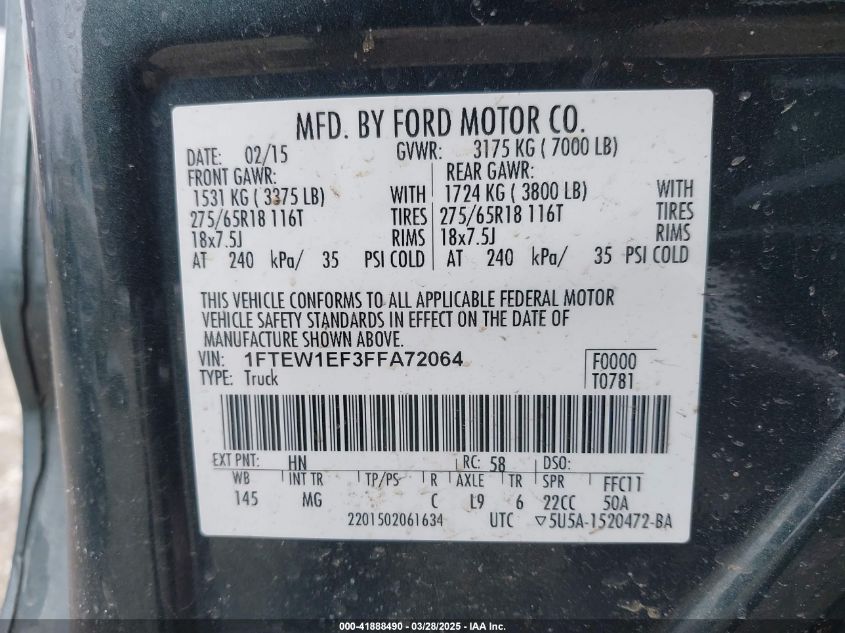 MFD. BY FORD MOTOR CO.
DATE: 02/15 GVWR: 3175 KG ( 7000 LB)
FRONT GAWR: REAR GAWR:
1531 KG ( 3375 LB) WITH 1724 KG ( 3800 LB) WITH
275/65R18 116T TIRES 275/65R18 116T TIRES
18x7.5J RIMS 18x7.5J RIMS
AT 240 kPa/ 35 PSI COLD AT 240 kPa/ 35 PSI COLD
THIS VEHICLE CONFORMS TO ALL APPLICABLE FEDERAL MOTOR
VEHICLE SAFETY STANDARDS IN EFFECT ON THE DATE OF
MANUFACTURE SHOWN ABOVE.
VIN: 1FTEW1EF3FFA72064 F0000
TYPE: Truck T0781
EXT PNT: HN RC: 58 DSO:
WB INT TR TP/PS R AXLE TR SPR FFC11
145 MG C L9 6 22CC 50A
2201502061634 UTC ▽5U5A-1520472-BA
000-41888490 - 03/28/2025 - IAA Inc.